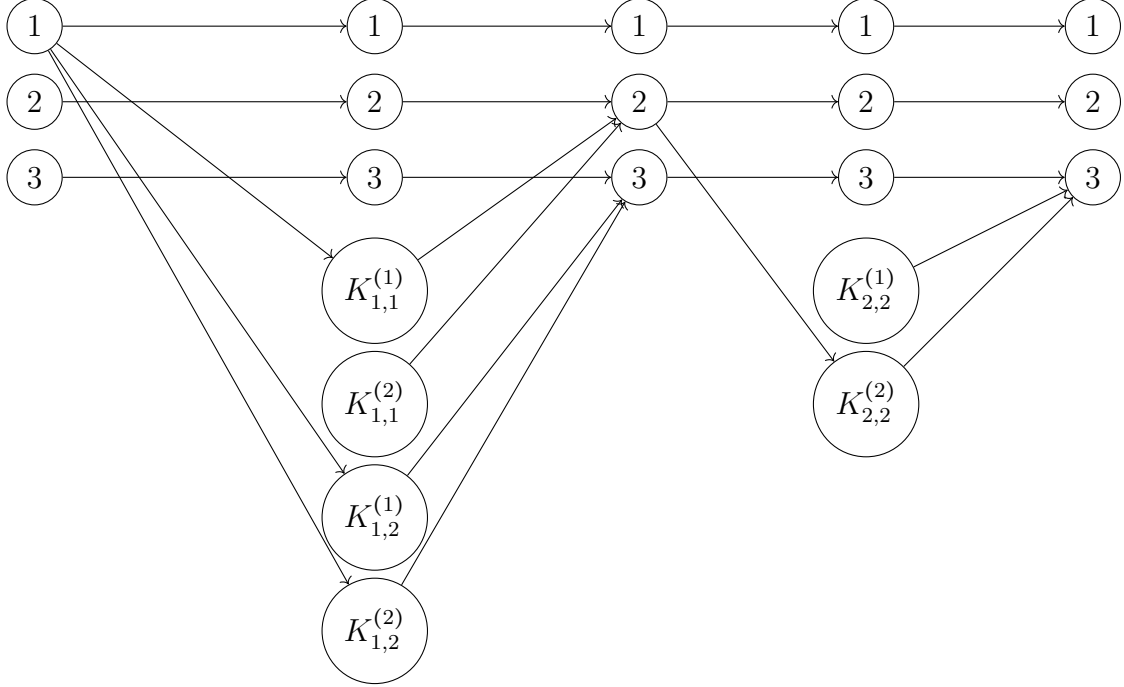 1 1 1 1 1
2 2 2 2 2
3 3 3 3 3
K_{1,1}^{(1)} K_{2,2}^{(1)}
K_{1,1}^{(2)} K_{2,2}^{(2)}
K_{1,2}^{(1)}
K_{1,2}^{(2)}